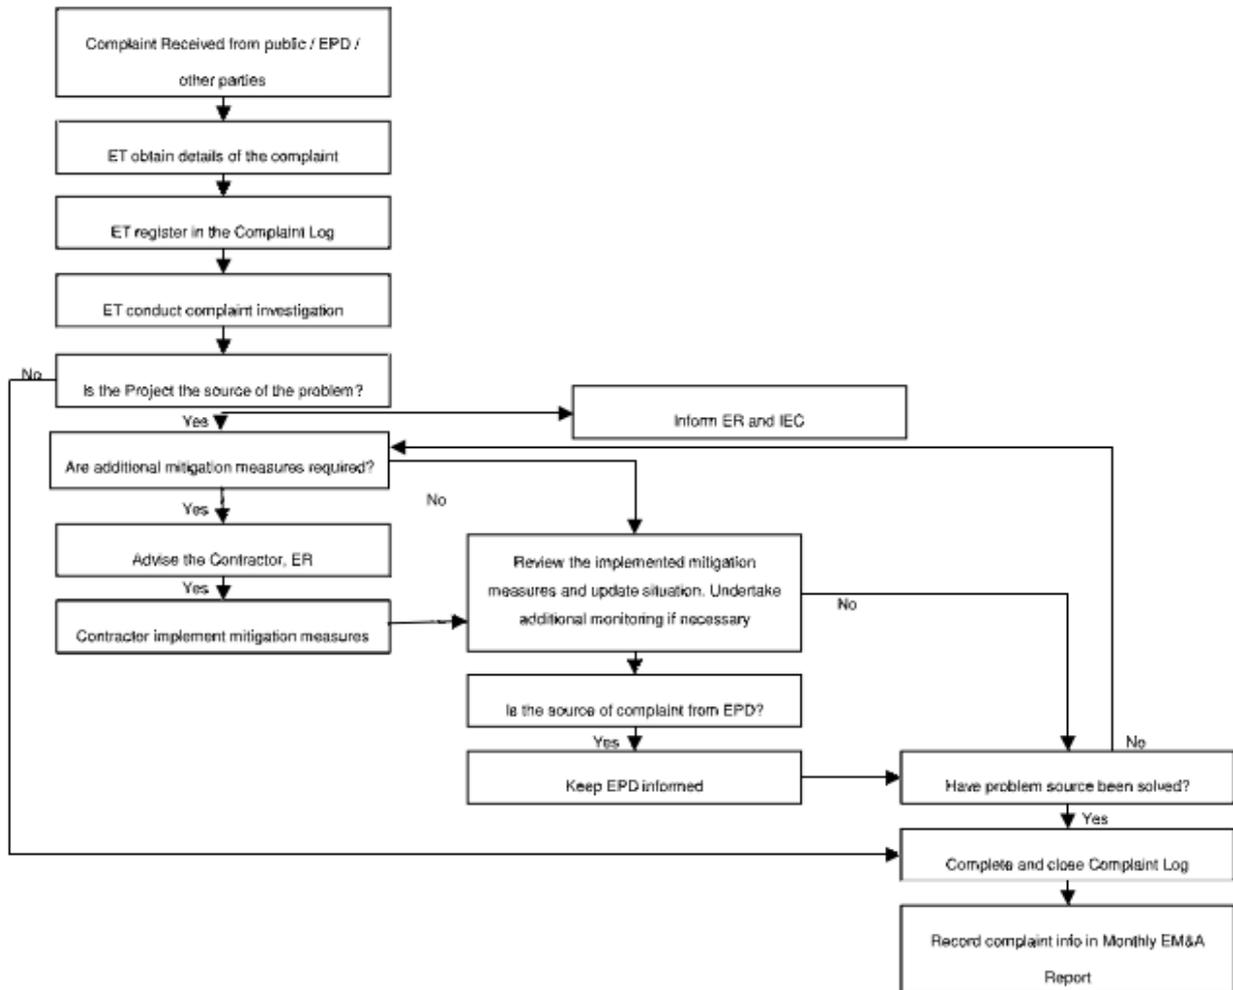 Complaint Received from public / EPD /
other parties
ET obtain details of the complaint
ET register in the Complaint Log
ET conduct complaint investigation
No
Is the Project the source of the problem?
Yes
Inform ER and IEC
Are additional mitigation measures required?
No
Yes
Advise the Contractor, ER
Yes
Contracter implement mitigation measures
Review the implemented mitigation
measures and update situation. Undertake
additional monitoring if necessary
No
Is the source of complaint from EPD?
Yes
Keep EPD informed
No
Have problem source been solved?
Yes
Complete and close Complaint Log
Record complaint info in Monthly EM&A
Report